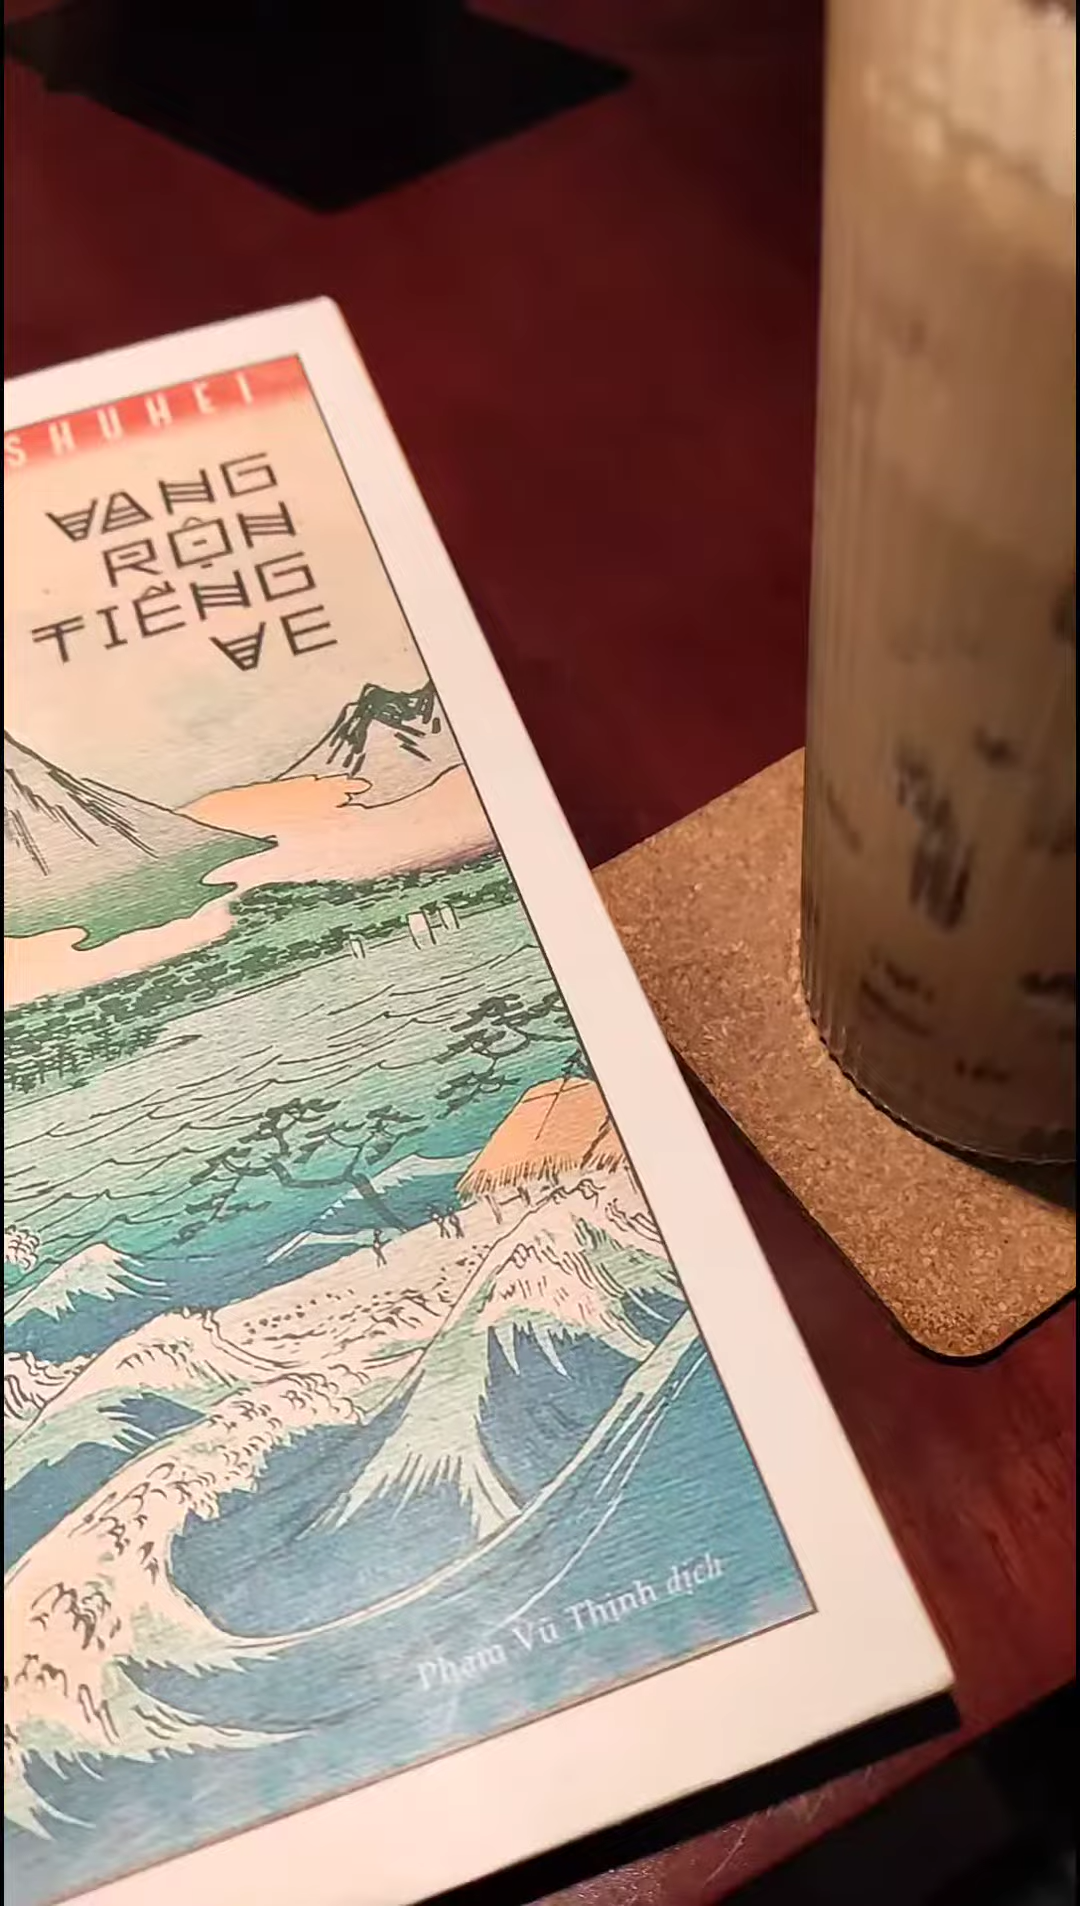 SHUHEI
VANG
RỘN
TIẾNG
VE
Phạm Vũ Thịnh dịch